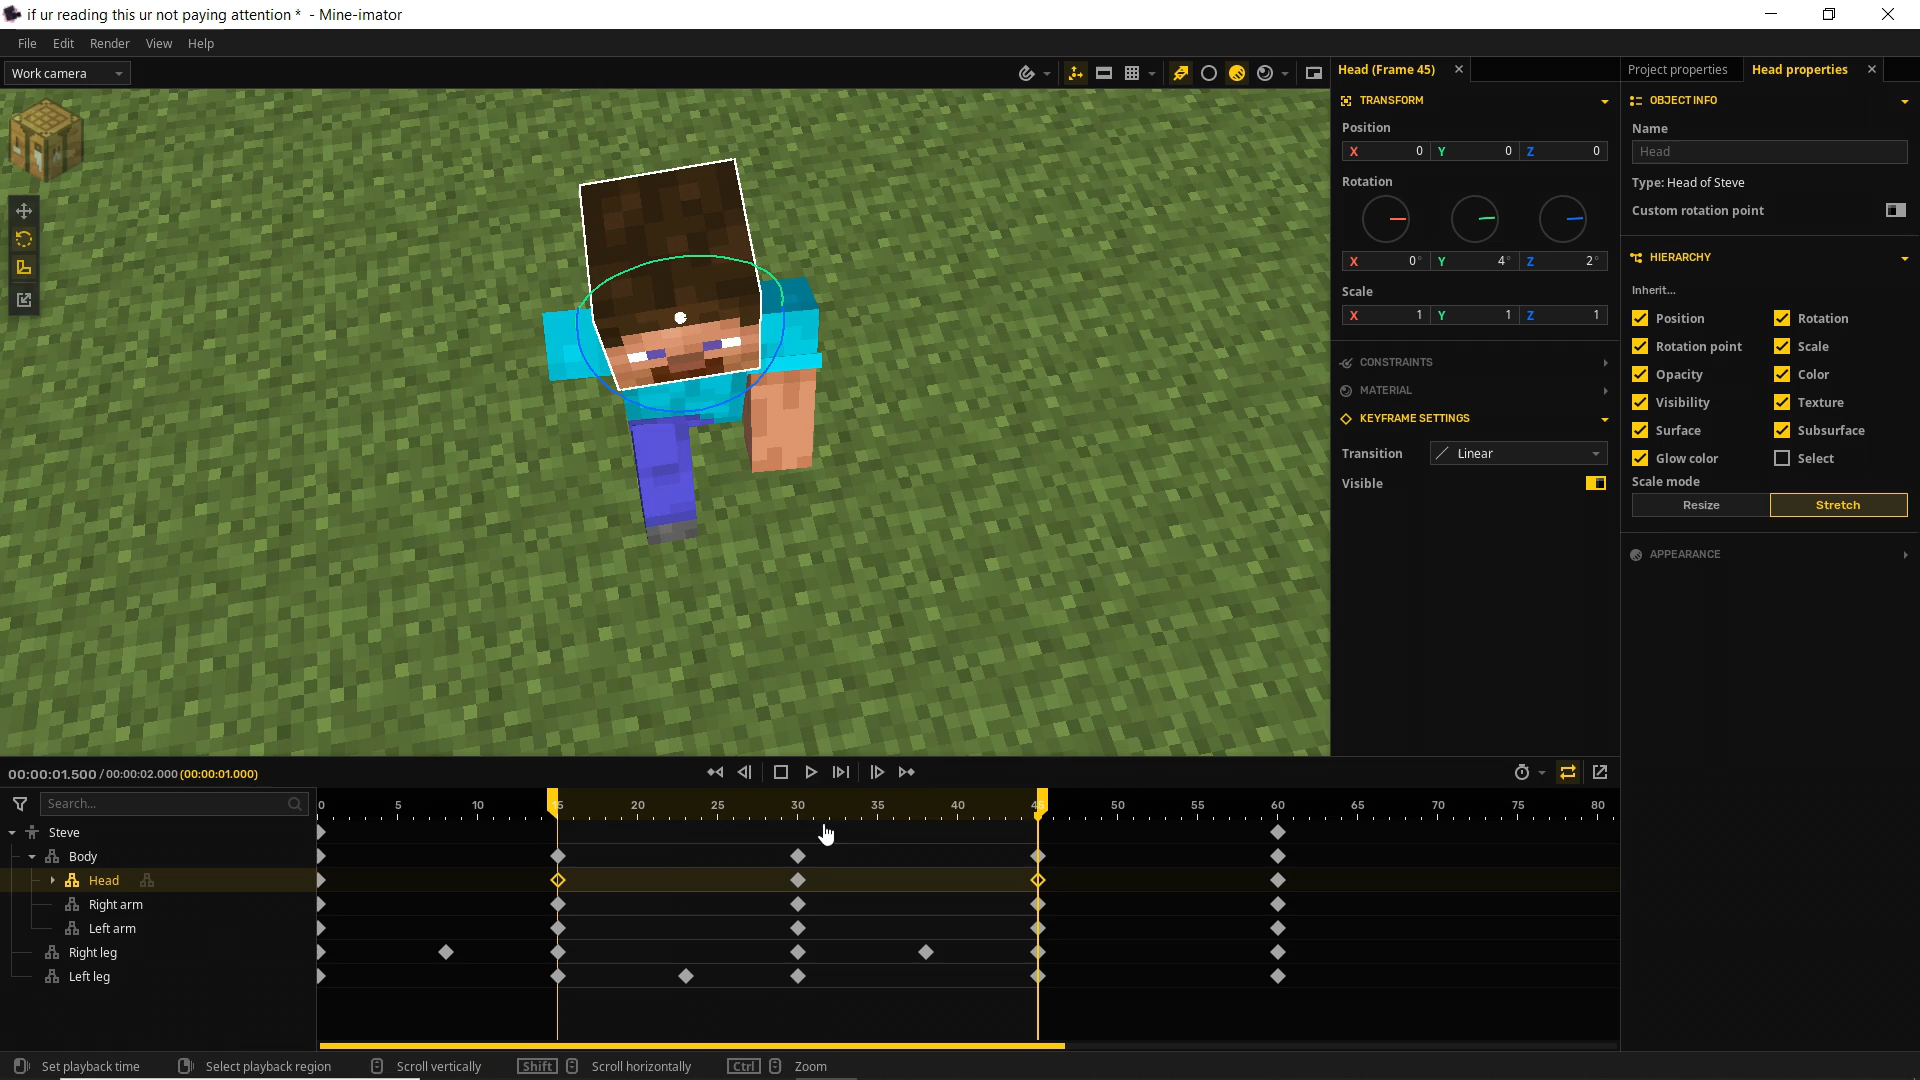 if ur reading this ur not paying attention * - Mine-imator
File Edit Render View Help
Work camera
Head (Frame 45)
Project properties Head properties
TRANSFORM
Position
X 0 Y 0 Z 0
Rotation
X 0° Y 4° Z 2°
Scale
X 1 Y 1 Z 1
CONSTRAINTS
MATERIAL
KEYFRAME SETTINGS
Transition Linear
Visible
OBJECT INFO
Name
Head
Type: Head of Steve
Custom rotation point
HIERARCHY
Inherit...
Position Rotation
Rotation point Scale
Opacity Color
Visibility Texture
Surface Subsurface
Glow color Select
Scale mode
Resize Stretch
APPEARANCE
00:00:01.500 / 00:00:02.000 (00:00:01.000)
Search...
0 5 10 15 20 25 30 35 40 45 50 55 60 65 70 75 80
Steve
Body
Head
Right arm
Left arm
Right leg
Left leg
Set playback time Select playback region Scroll vertically Shift Scroll horizontally Ctrl Zoom